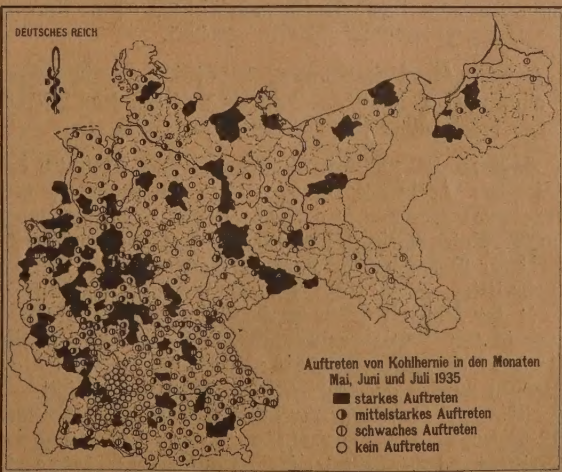 DEUTSCHES REICH
Auftreten von Kohlhernie in den Monaten
Mai, Juni und Juli 1935
starkes Auftreten
mittelstarkes Auftreten
schwaches Auftreten
kein Auftreten